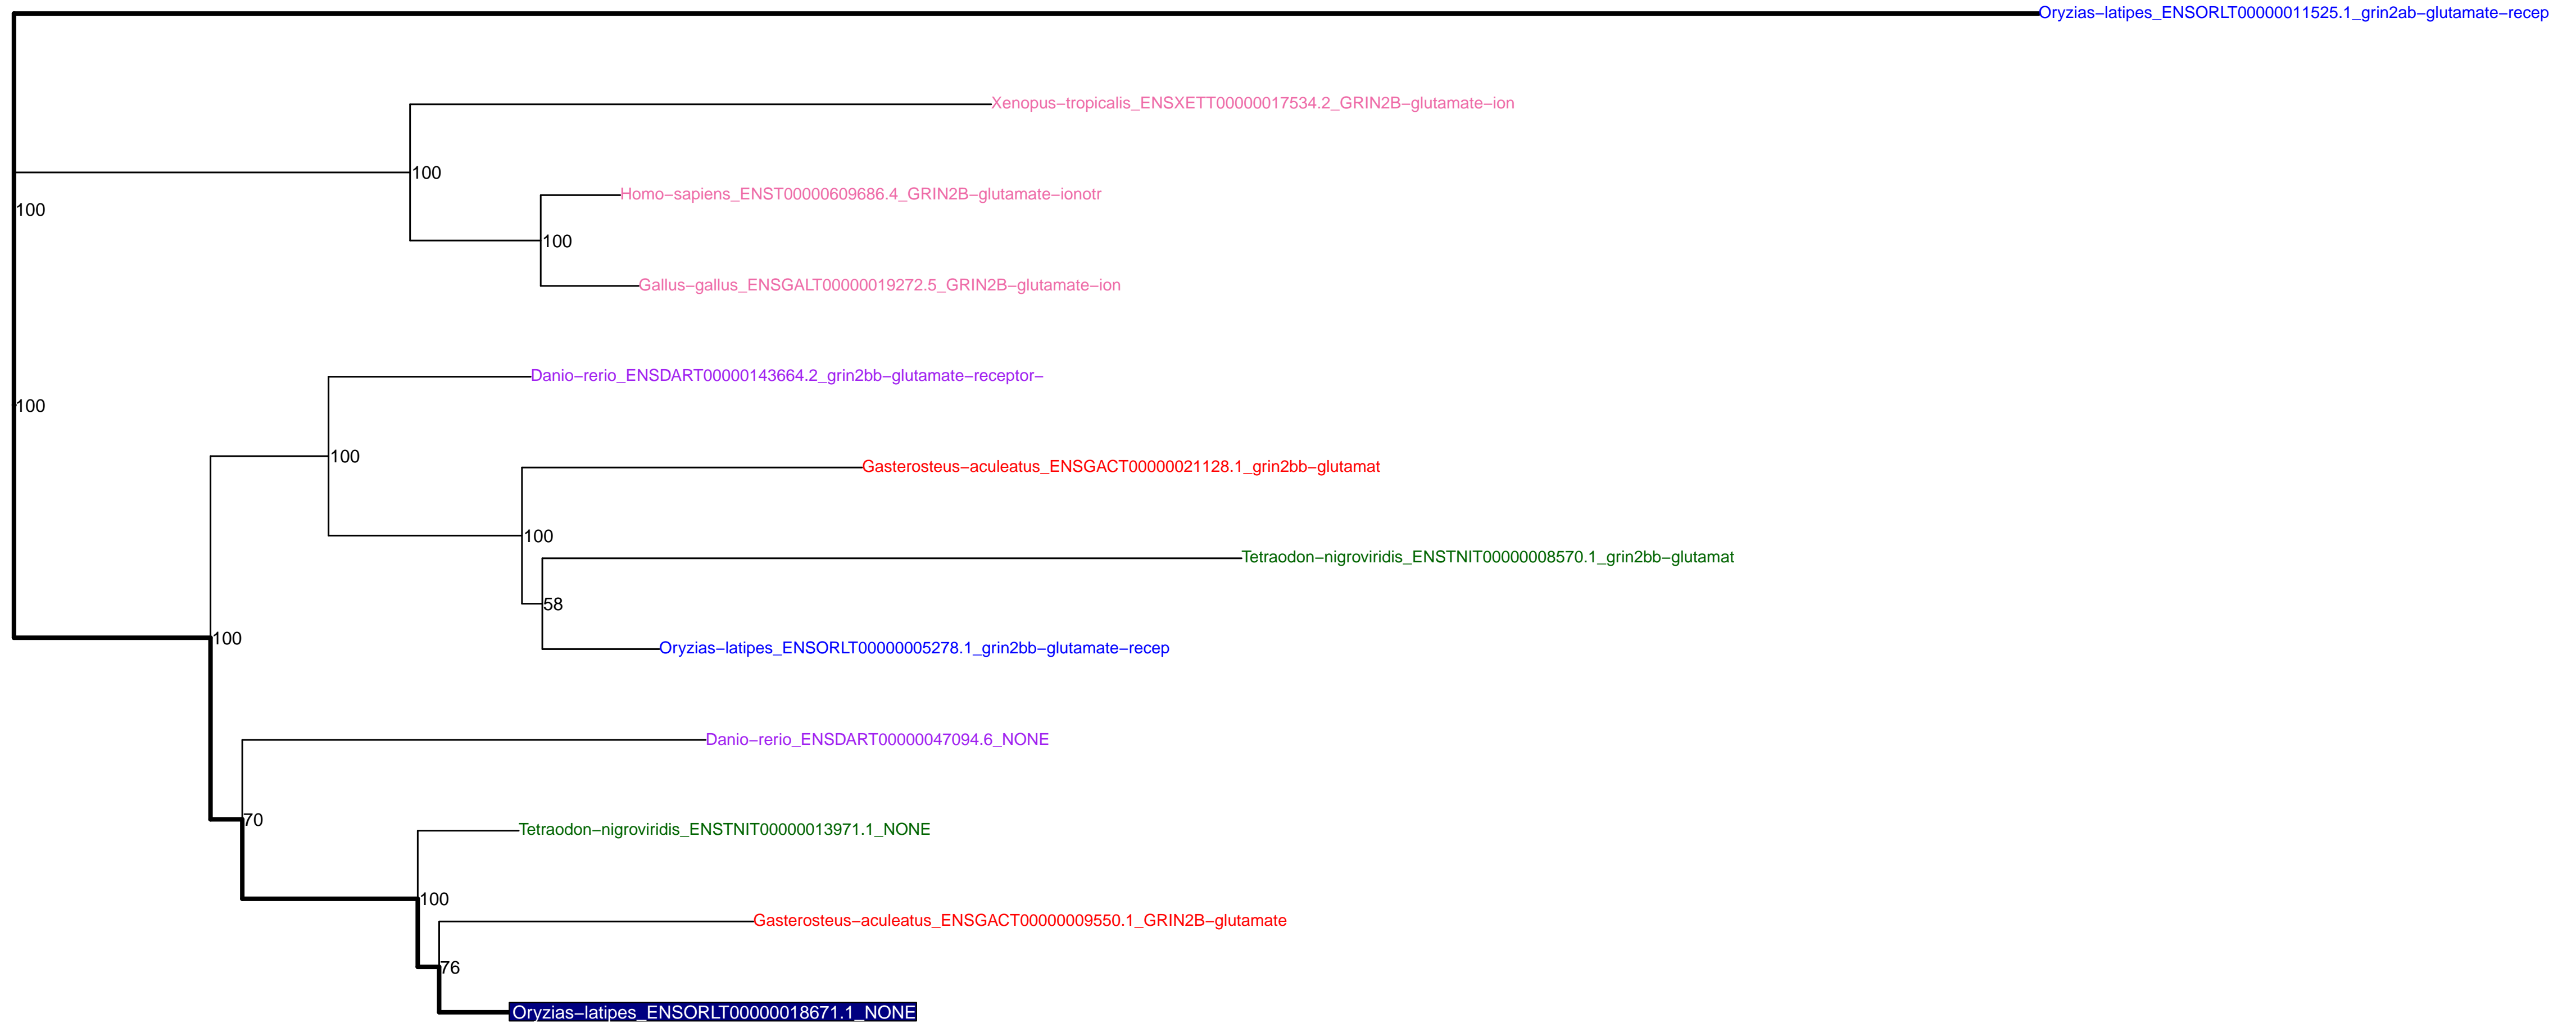 Oryzias−latipes_ENSORLT00000011525.1_grin2ab−glutamate−recep
Xenopus−tropicalis_ENSXETT00000017534.2_GRIN2B−glutamate−ion
100
Homo−sapiens_ENST00000609686.4_GRIN2B−glutamate−ionotr
100
100
Gallus−gallus_ENSGALT00000019272.5_GRIN2B−glutamate−ion
Danio−rerio_ENSDART00000143664.2_grin2bb−glutamate−receptor−
100
100
Gasterosteus−aculeatus_ENSGACT00000021128.1_grin2bb−glutamat
100
Tetraodon−nigroviridis_ENSTNIT00000008570.1_grin2bb−glutamat
58
100
Oryzias−latipes_ENSORLT00000005278.1_grin2bb−glutamate−recep
Danio−rerio_ENSDART00000047094.6_NONE
70
Tetraodon−nigroviridis_ENSTNIT00000013971.1_NONE
100
Gasterosteus−aculeatus_ENSGACT00000009550.1_GRIN2B−glutamate
76
Oryzias−latipes_ENSORLT00000018671.1_NONE